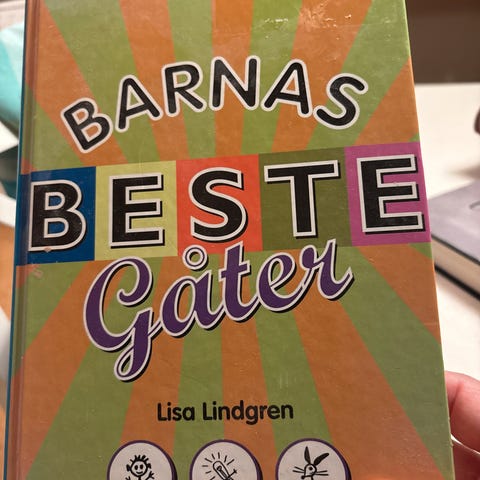 BARNAS
BESTE
Gåter
Lisa Lindgren